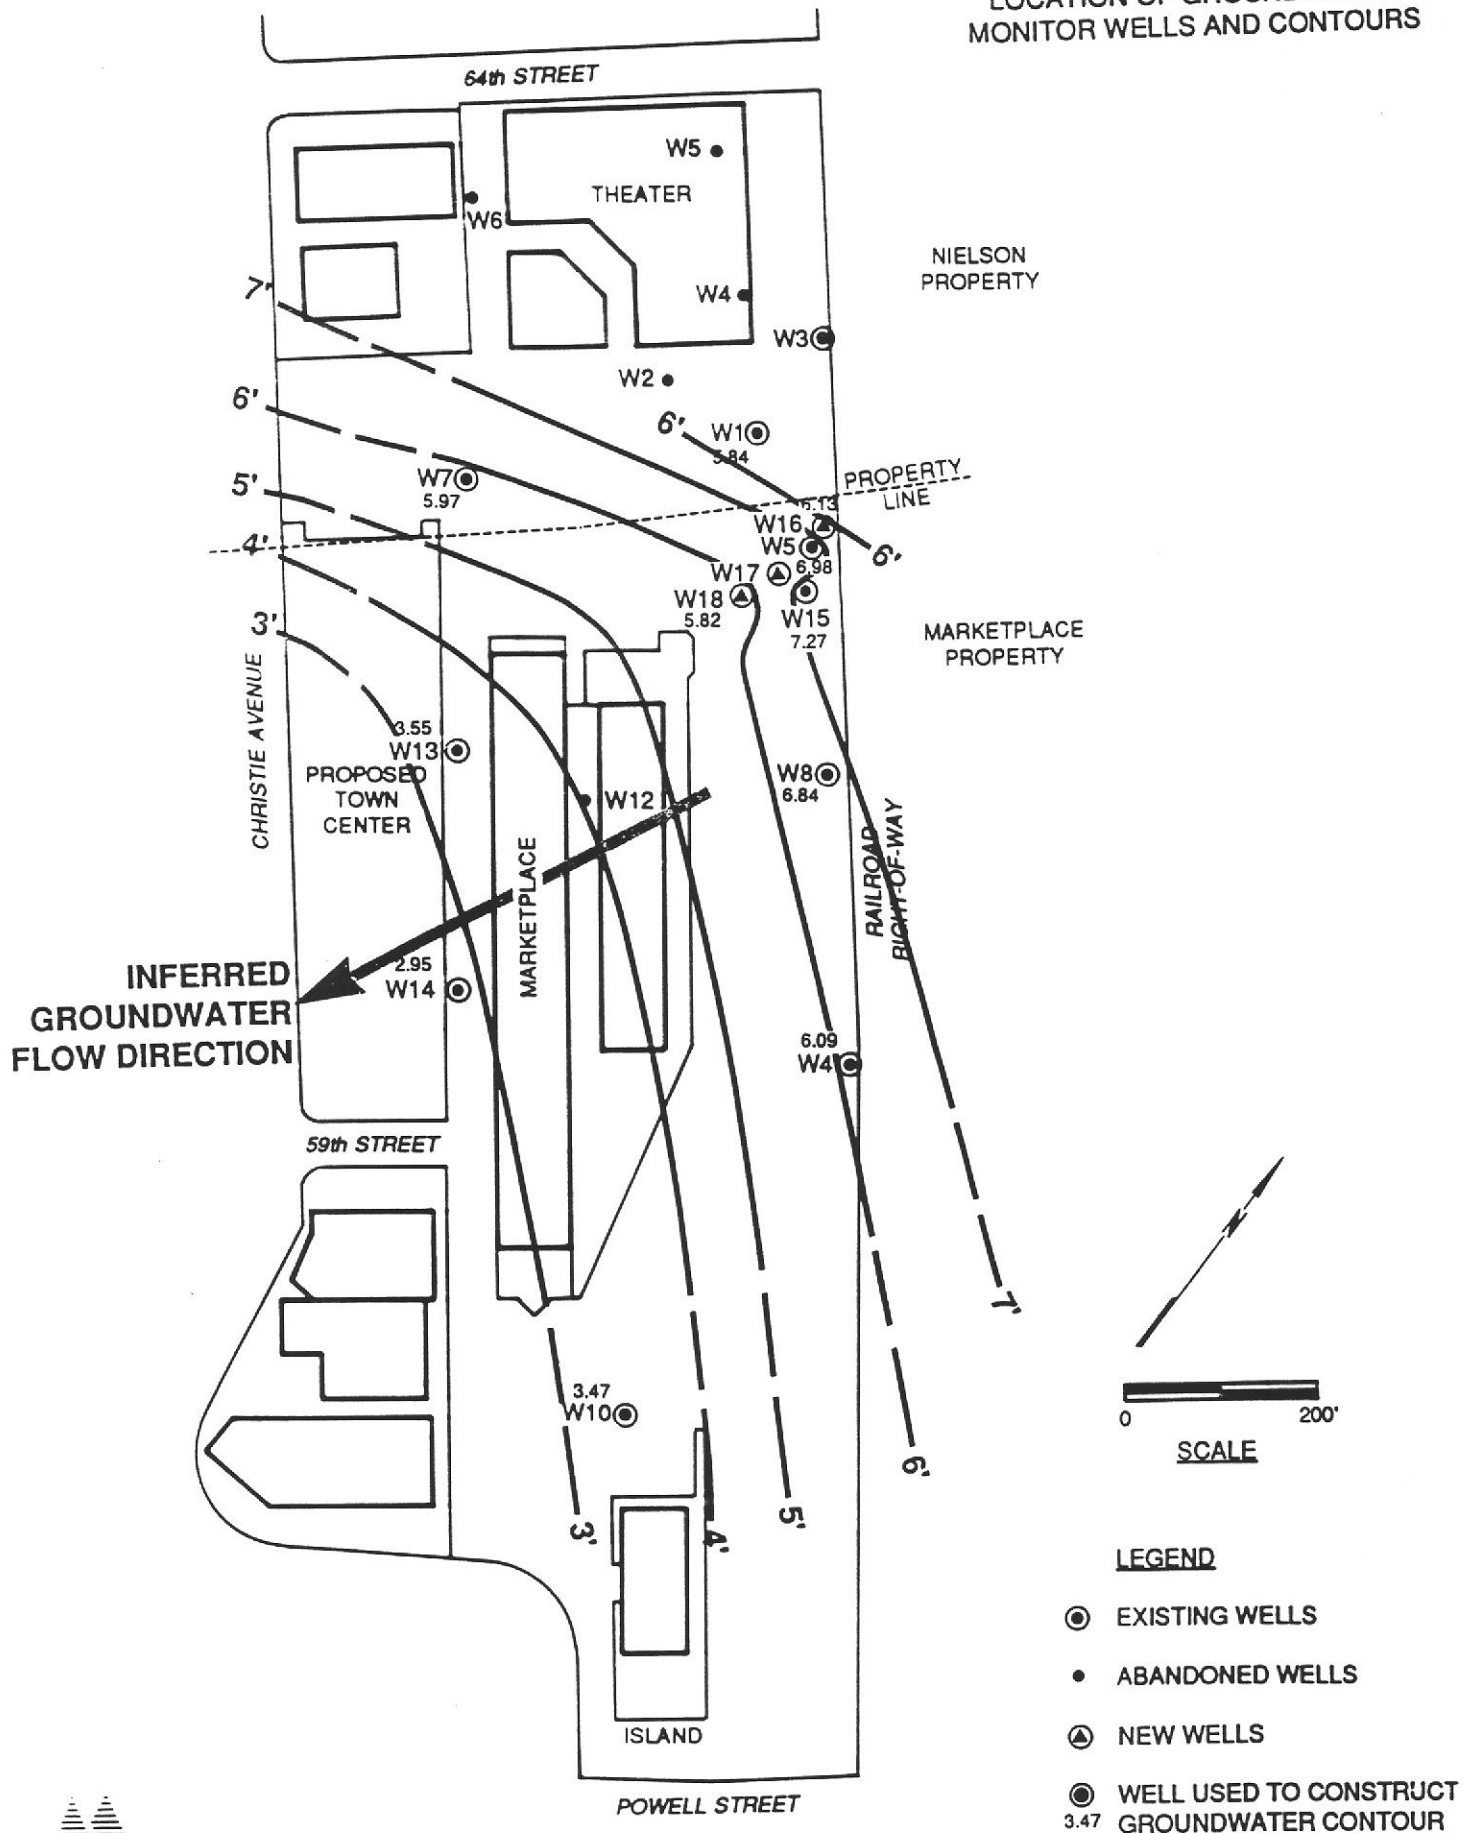 MONITOR WELLS AND CONTOURS
64th STREET
W5
THEATER
W6
NIELSON
PROPERTY
7'
W4
W3
W2
6'
6'
W1
5.84
PROPERTY
LINE
W7
5.97
5'
6.13
W16
W5
6'
6.98
4'
W17
W18
5.82
W15
7.27
3'
MARKETPLACE
PROPERTY
CHRISTIE AVENUE
3.55
W13
PROPOSED
TOWN
CENTER
W12
W8
6.84
MARKETPLACE
RAILROAD
RIGHT-OF-WAY
INFERRED
GROUNDWATER
FLOW DIRECTION
2.95
W14
6.09
W4
59th STREET
N
7'
3.47
W10
6'
3'
4'
5'
0 200'
SCALE
LEGEND
EXISTING WELLS
ABANDONED WELLS
NEW WELLS
ISLAND
WELL USED TO CONSTRUCT
3.47 GROUNDWATER CONTOUR
POWELL STREET